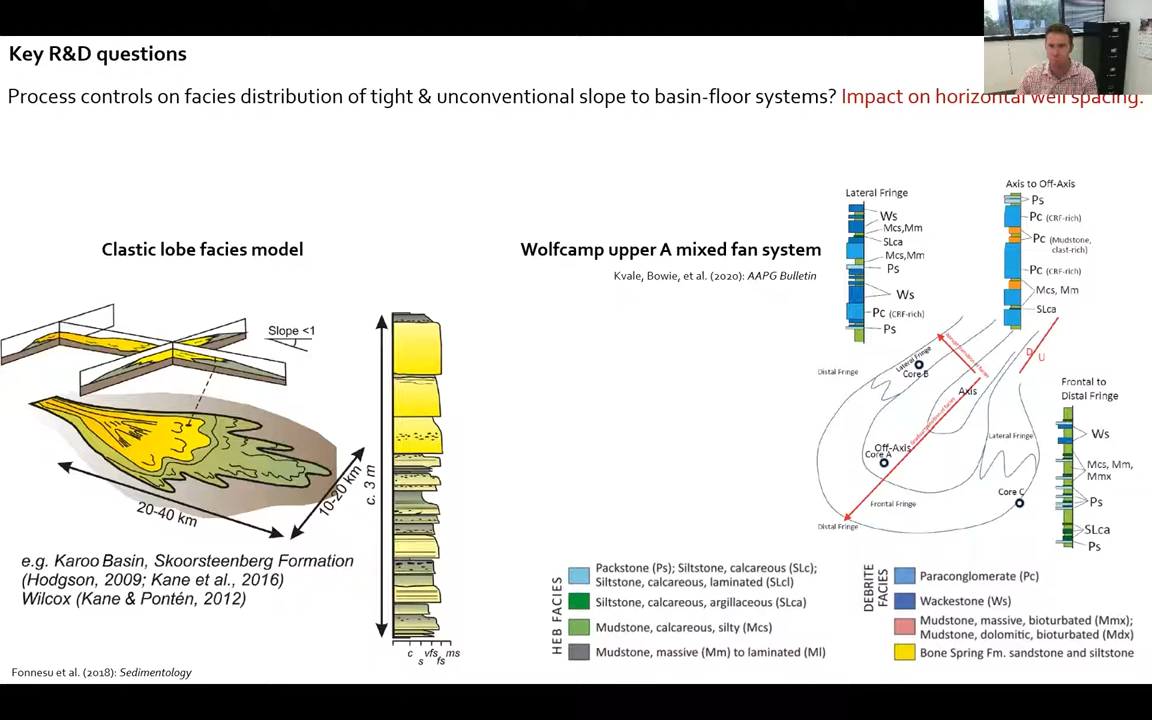 Key R&D questions
Process controls on facies distribution of tight & unconventional slope to basin-floor systems? Impact on horizontal well spacing.
Clastic lobe facies model
Slope <1
20-40 km
10-20 km
c. 3 m
c
s
vfs
fs
ms
e.g. Karoo Basin, Skoorsteenberg Formation
(Hodgson, 2009; Kane et al., 2016)
Wilcox (Kane & Pontén, 2012)
Fonnesu et al. (2018): Sedimentology
Wolfcamp upper A mixed fan system
Kvale, Bowie, et al. (2020): AAPG Bulletin
Lateral Fringe
Ws
Mcs,Mm
SLca
Mcs,Mm
Ps
Ws
Pc (CRF-rich)
Ps
Axis to Off-Axis
Ps
Pc (CRF-rich)
Pc (Mudstone,
clast-rich)
Pc (CRF-rich)
Mcs, Mm
SLca
D
U
Distal Fringe
Lateral Fringe
Core B
Axis
Off-Axis
Core A
Lateral Fringe
Core C
Frontal Fringe
Distal Fringe
Frontal to
Distal Fringe
Ws
Mcs, Mm,
Mmx
Ps
SLca
Ps
HEB FACIES
Packstone (Ps); Siltstone, calcareous (SLc);
Siltstone, calcareous, laminated (SLcl)
Siltstone, calcareous, argillaceous (SLca)
Mudstone, calcareous, silty (Mcs)
Mudstone, massive (Mm) to laminated (Ml)
DEBRITE
FACIES
Paraconglomerate (Pc)
Wackestone (Ws)
Mudstone, massive, bioturbated (Mmx);
Mudstone, dolomitic, bioturbated (Mdx)
Bone Spring Fm. sandstone and siltstone